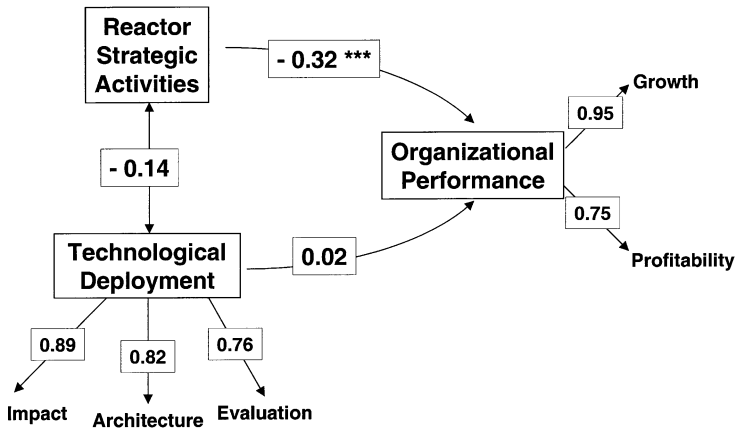 Reactor
Strategic
Activities
- 0.32 ***
Growth
0.95
Organizational
Performance
- 0.14
0.75
Technological
Deployment
0.02
Profitability
0.89
0.82
0.76
Impact
Architecture
Evaluation